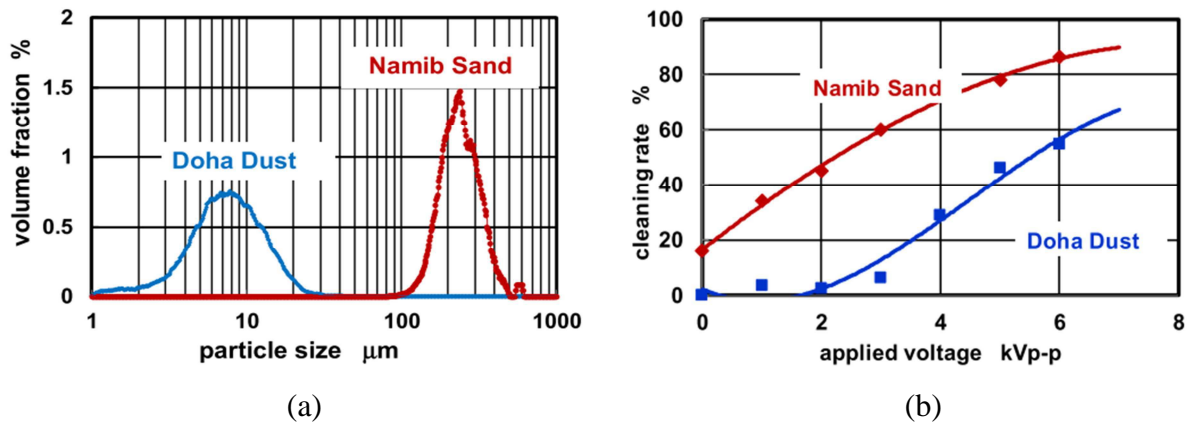 2
1.5
1
0.5
0
volume fraction %
Namib Sand
Doha Dust
1 10 100 1000
particle size μm
(a)
100
80
60
40
20
0
cleaning rate %
Namib Sand
Doha Dust
0 2 4 6 8
applied voltage kVp-p
(b)